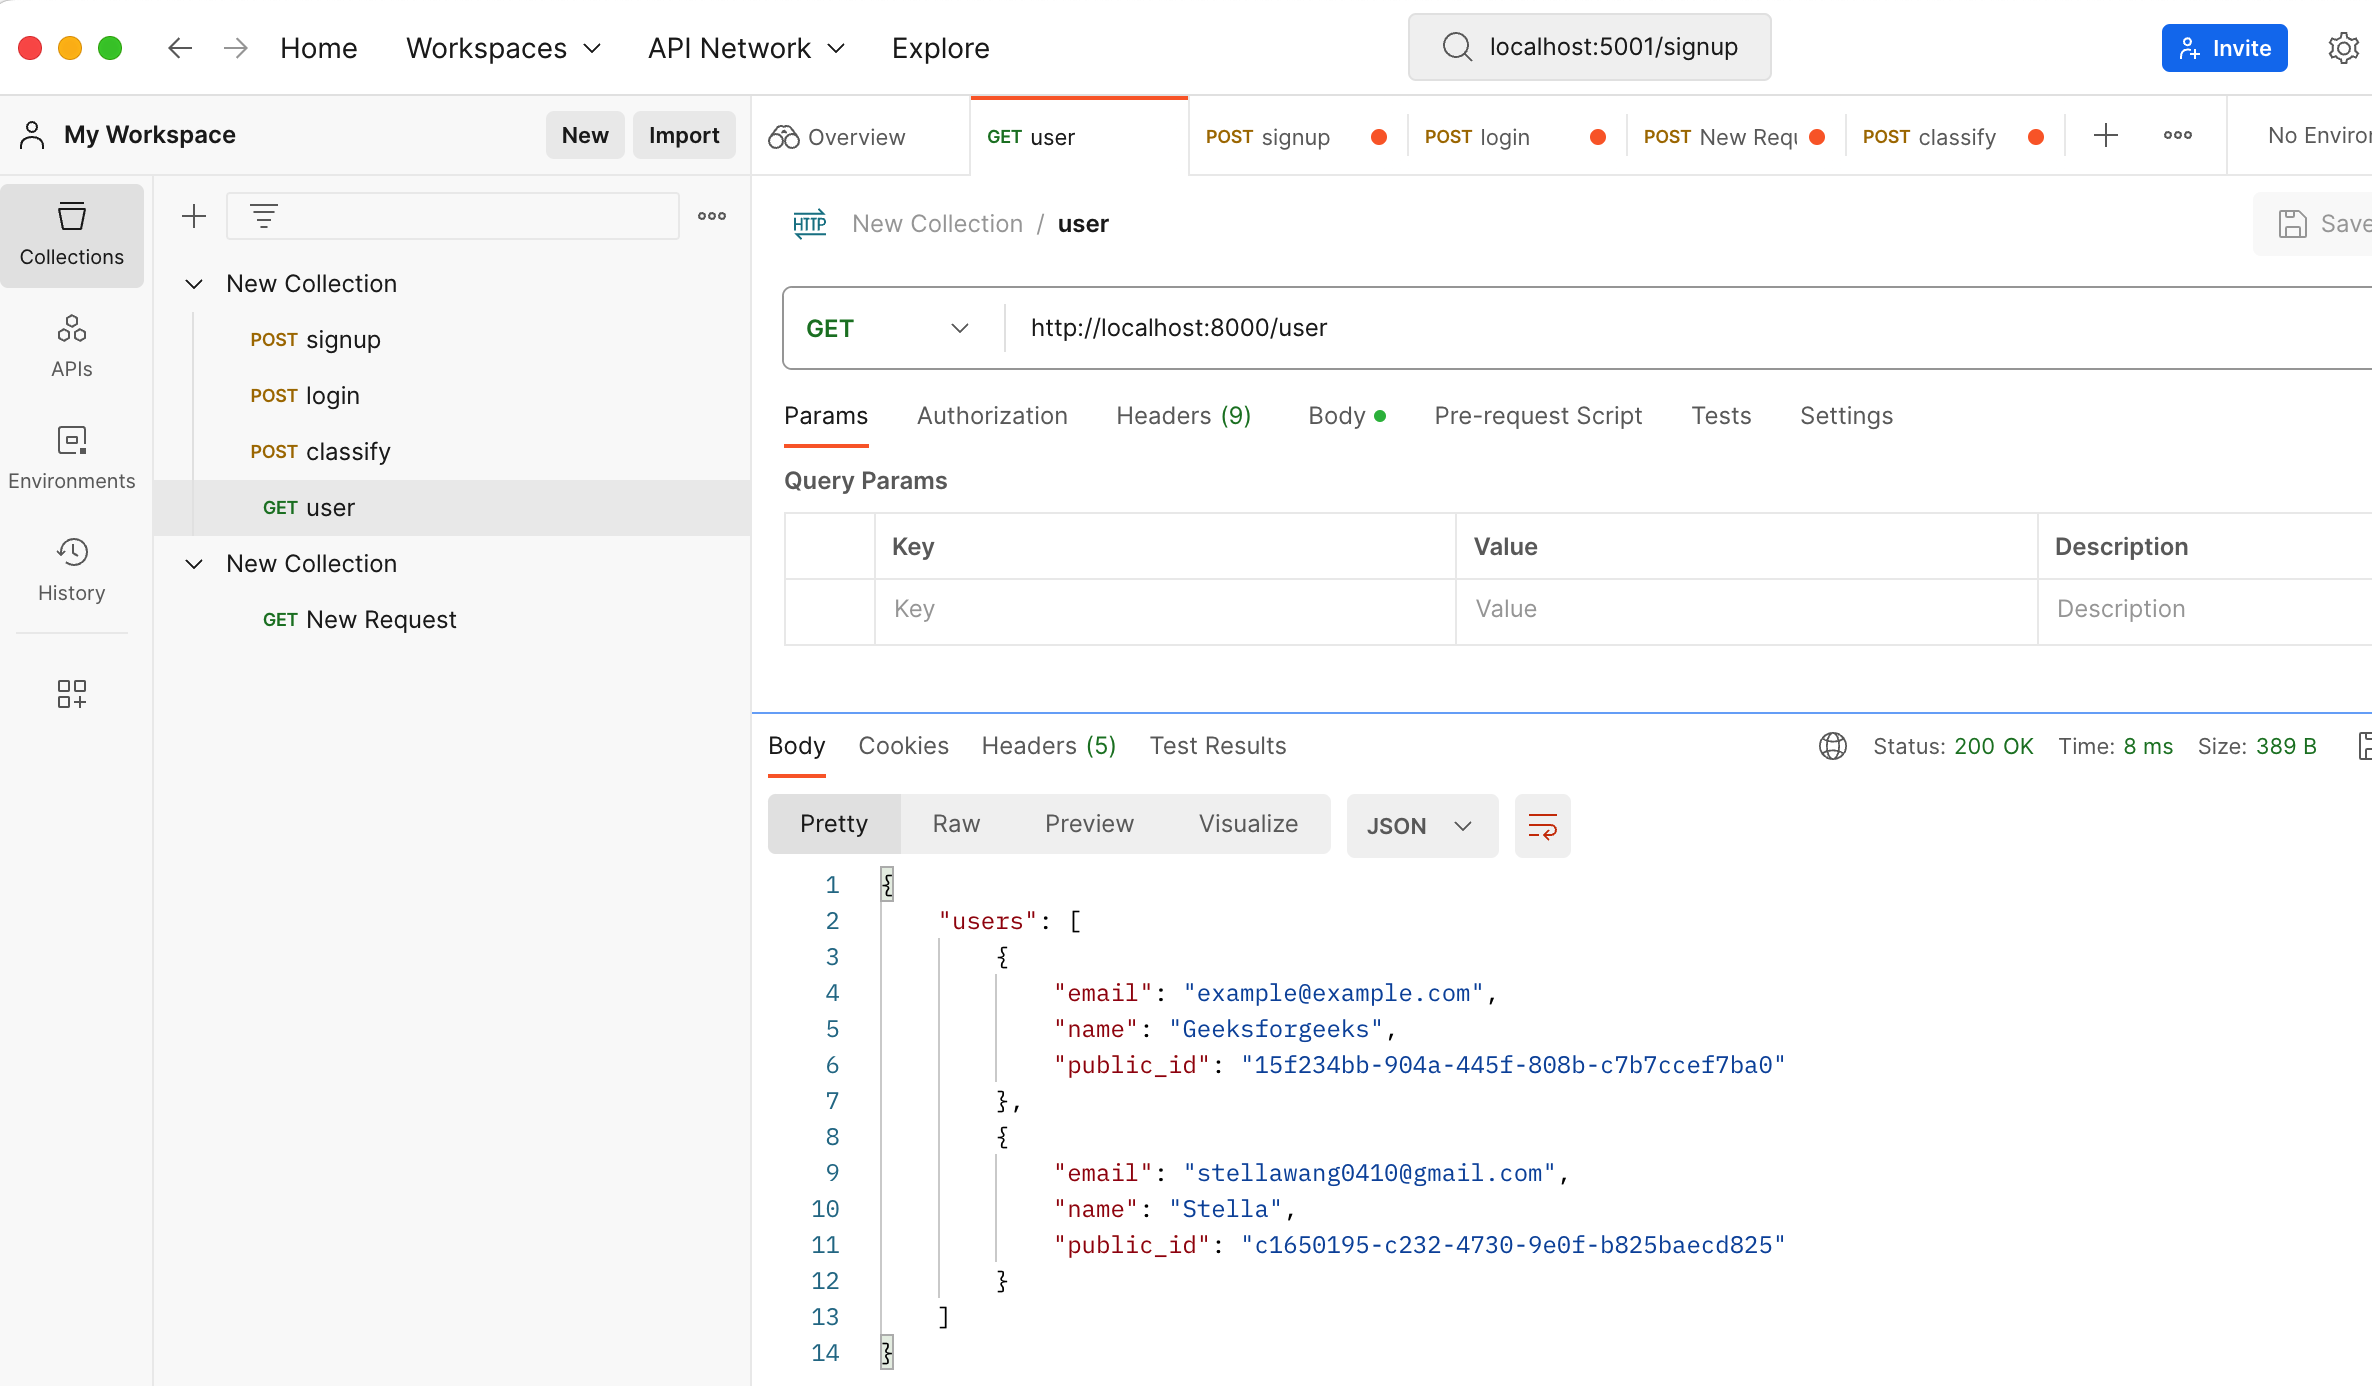 Home Workspaces API Network Explore localhost:5001/signup Invite
My Workspace New Import Overview GET user POST signup POST login POST New Requ POST classify No Enviro
Collections
APIs
Environments
History
New Collection
POST signup
POST login
POST classify
GET user
New Collection
GET New Request
HTTP New Collection / user Save
GET http://localhost:8000/user
Params Authorization Headers (9) Body Pre-request Script Tests Settings
Query Params
Key Value Description
Key Value Description
Body Cookies Headers (5) Test Results Status: 200 OK Time: 8 ms Size: 389 B
Pretty Raw Preview Visualize JSON
1 {
2 "users": [
3 {
4 "email": "example@example.com",
5 "name": "Geeksforgeeks",
6 "public_id": "15f234bb-904a-445f-808b-c7b7ccef7ba0"
7 },
8 {
9 "email": "stellawang0410@gmail.com",
10 "name": "Stella",
11 "public_id": "c1650195-c232-4730-9e0f-b825baecd825"
12 }
13 ]
14 }